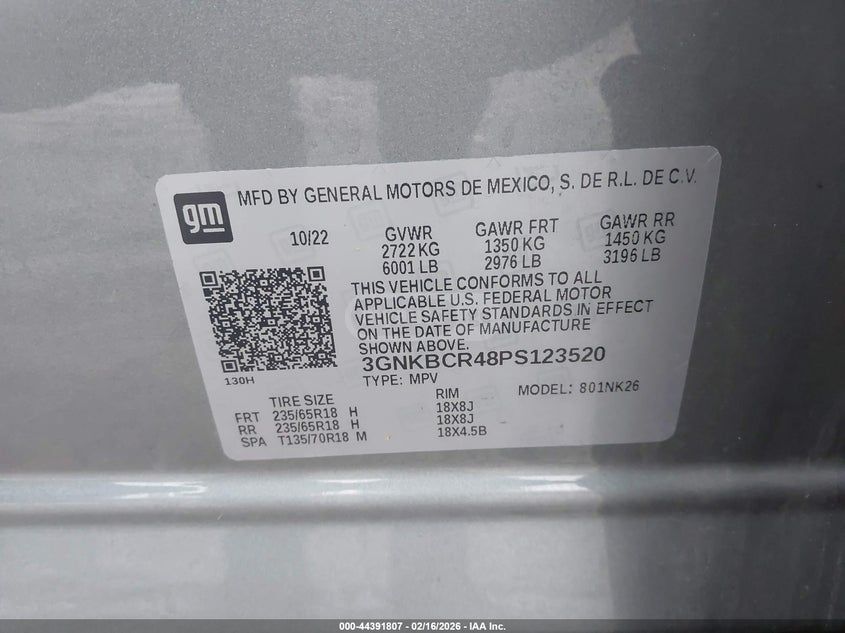 gm MFD BY GENERAL MOTORS DE MEXICO, S. DE R.L. DE C.V.
10/22 GVWR GAWR FRT GAWR RR
2722 KG 1350 KG 1450 KG
6001 LB 2976 LB 3196 LB
THIS VEHICLE CONFORMS TO ALL
APPLICABLE U.S. FEDERAL MOTOR
VEHICLE SAFETY STANDARDS IN EFFECT
ON THE DATE OF MANUFACTURE
SHOWN ABOVE.
3GNKBCR48PS123520
130H TYPE: MPV MODEL: 801NK26
TIRE SIZE RIM
FRT 235/65R18 H 18X8J
RR 235/65R18 H 18X8J
SPA T135/70R18 M 18X4.5B
000-44391807 - 02/16/2026 - IAA Inc.